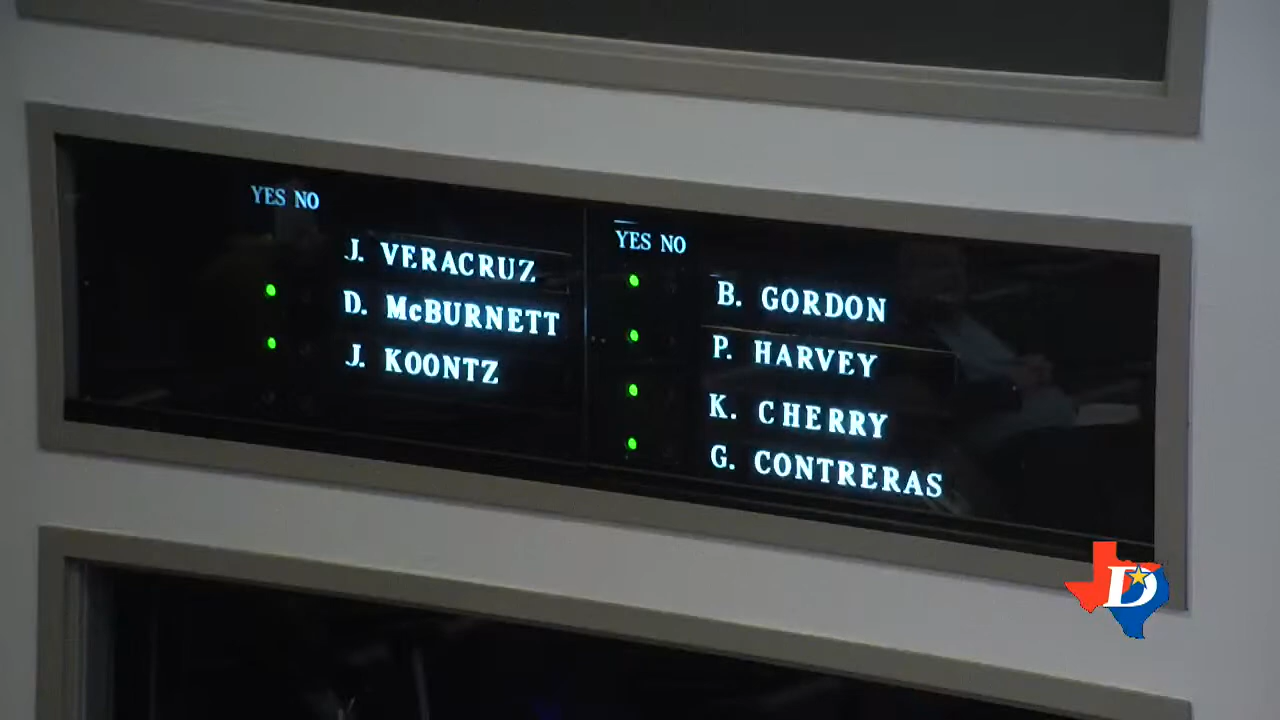 YES NO
J. VERACRUZ
D. McBURNETT
J. KOONTZ
YES NO
B. GORDON
P. HARVEY
K. CHERRY
G. CONTRERAS
D